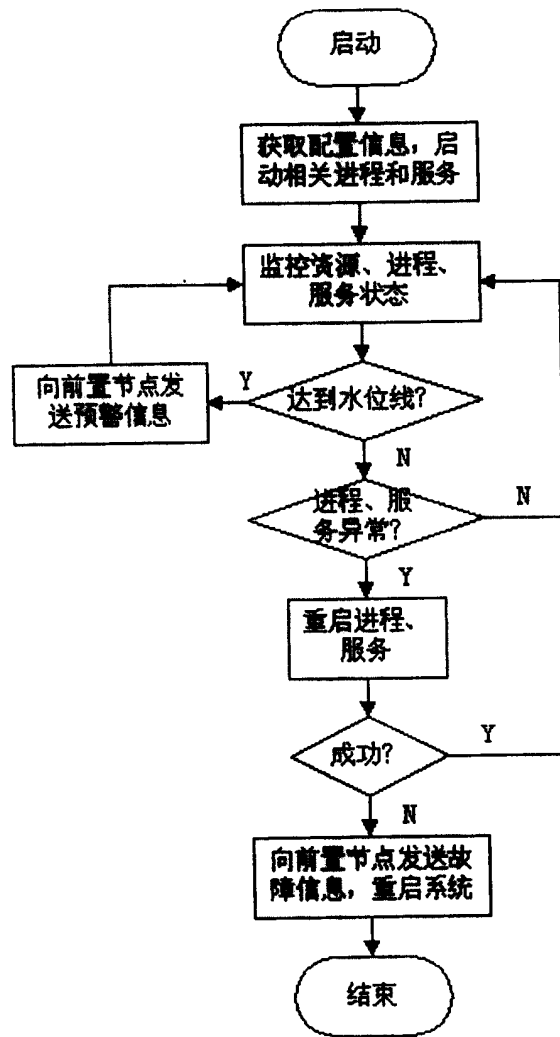 启动
获取配置信息，启
动相关进程和服务
监控资源、进程、
服务状态
向前置节点发
送预警信息
Y
达到水位线?
N
进程、服
务异常?
N
Y
重启进程、
服务
成功?
Y
N
向前置节点发送故
障信息，重启系统
结束